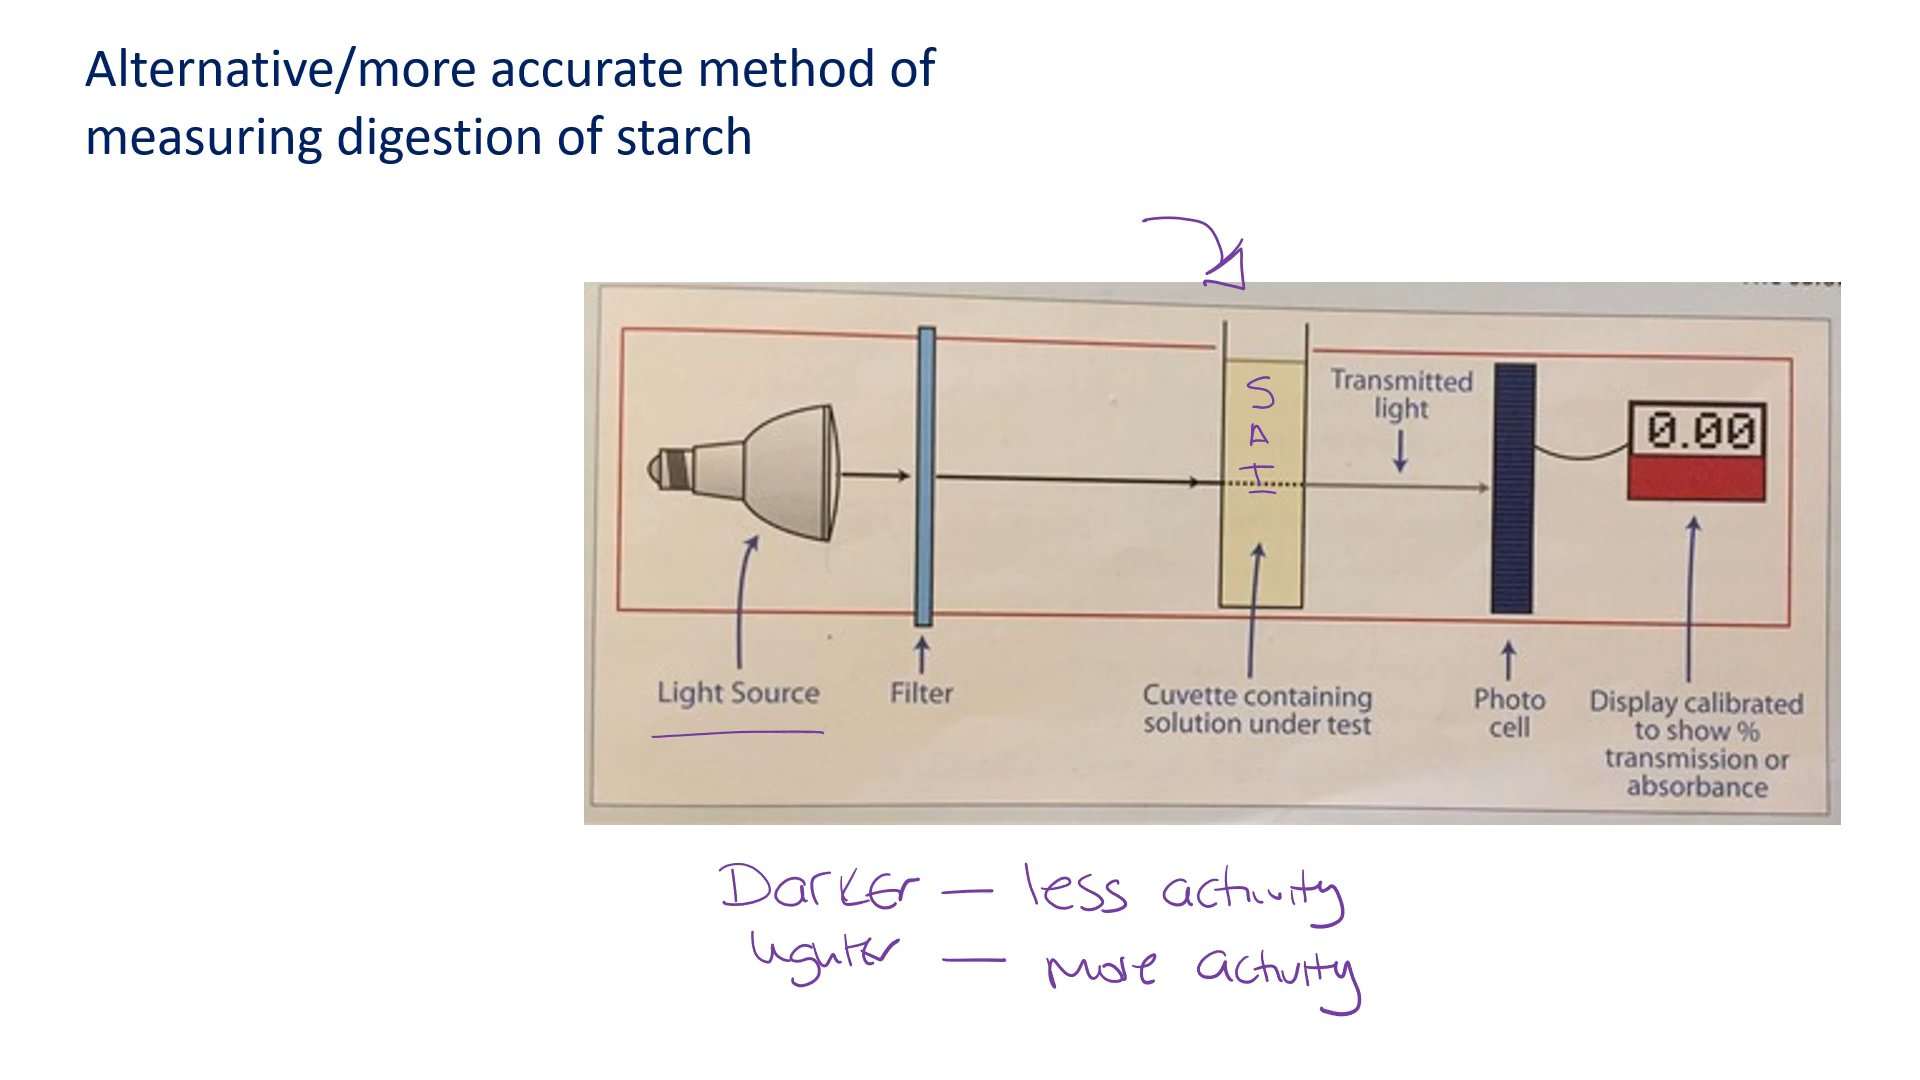 Alternative/more accurate method of
measuring digestion of starch
S
A
I
Transmitted
light
0.00
Light Source
Filter
Cuvette containing
solution under test
Photo
cell
Display calibrated
to show %
transmission or
absorbance
Darker — less activity
lighter — more activity